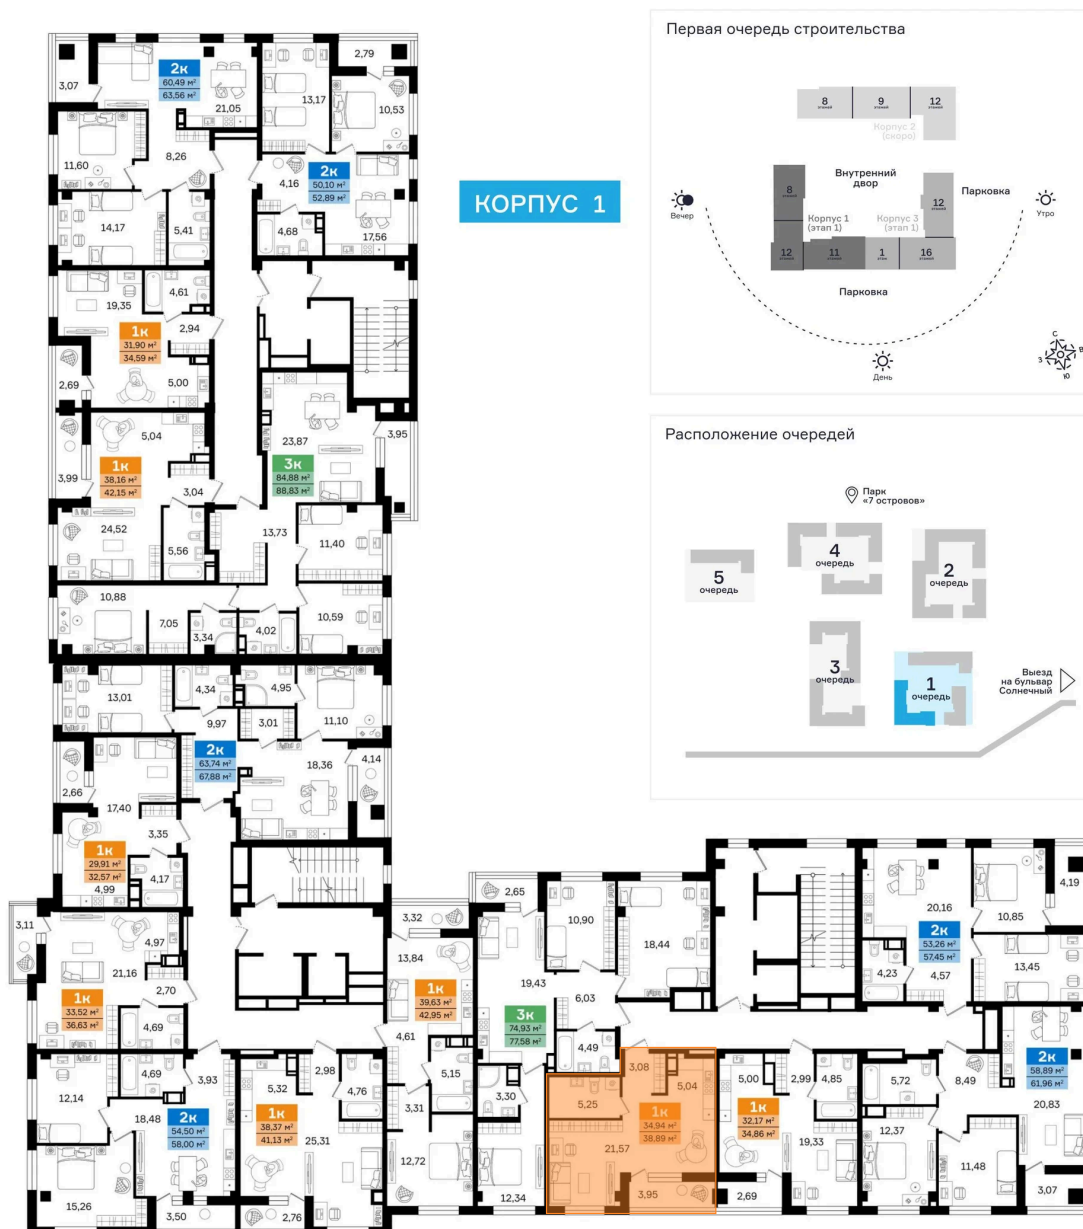 Первая очередь строительства
8
этажей
9
этажей
12
этажей
Корпус 2
(скоро)
Внутренний
двор
8
этажей
12
этажей
Парковка
Вечер
Утро
Корпус 1
(этап 1)
Корпус 3
(этап 1)
12
этажей
11
этажей
1
этаж
16
этажей
Парковка
День
С
В
Ю
З
Расположение очередей
Парк
«7 островов»
5
очередь
4
очередь
2
очередь
3
очередь
1
очередь
Выезд
на бульвар
Солнечный
КОРПУС 1
3,07
2к
60,49 м²
63,56 м²
21,05
13,17
2,79
10,53
11,60
8,26
4,16
2к
50,10 м²
52,89 м²
14,17
5,41
4,68
17,56
19,35
4,61
2,94
1к
31,90 м²
34,59 м²
2,69
5,00
5,04
23,87
3,95
3к
84,88 м²
88,83 м²
1к
38,16 м²
42,15 м²
3,99
3,04
24,52
5,56
13,73
11,40
10,88
7,05
3,34
4,02
10,59
13,01
4,34
4,95
11,10
9,97
3,01
2к
63,74 м²
67,88 м²
18,36
4,14
2,66
17,40
3,35
1к
29,91 м²
32,57 м²
4,99
4,17
3,11
4,97
21,16
2,70
1к
33,52 м²
36,63 м²
4,69
3,32
13,84
1к
39,63 м²
42,95 м²
4,61
2,65
10,90
18,44
19,43
6,03
3к
74,93 м²
77,58 м²
4,49
20,16
4,19
10,85
2к
53,26 м²
57,45 м²
4,23
4,57
13,45
12,14
4,69
3,93
18,48
2к
54,50 м²
58,00 м²
15,26
3,50
5,32
2,98
4,76
1к
38,37 м²
41,13 м²
25,31
2,76
5,15
3,31
12,72
3,30
12,34
3,08
5,04
5,25
1к
34,94 м²
38,89 м²
21,57
3,95
5,00
2,99
4,85
1к
32,17 м²
34,86 м²
19,33
2,69
5,72
8,49
12,37
11,48
2к
58,89 м²
61,96 м²
20,83
3,07